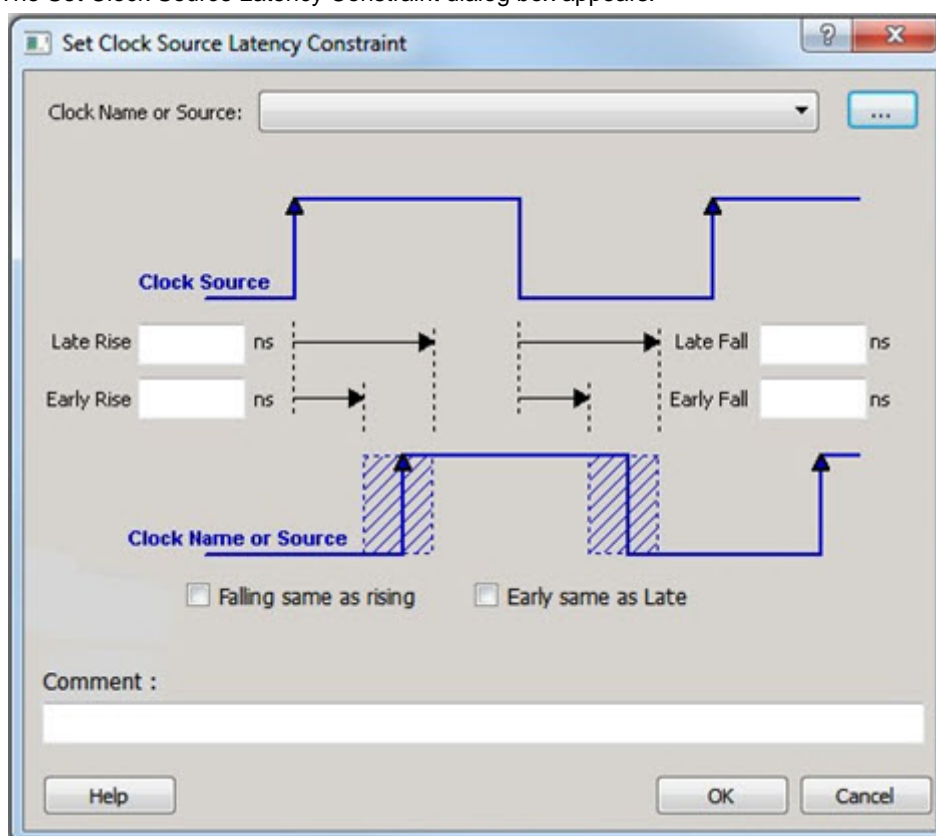 The Set Clock Source Latency Constraint dialog box appears.
Set Clock Source Latency Constraint
Clock Name or Source:
...
Clock Source
Late Rise ns Late Fall ns
Early Rise ns Early Fall ns
Clock Name or Source
Falling same as rising Early same as Late
Comment :
Help OK Cancel